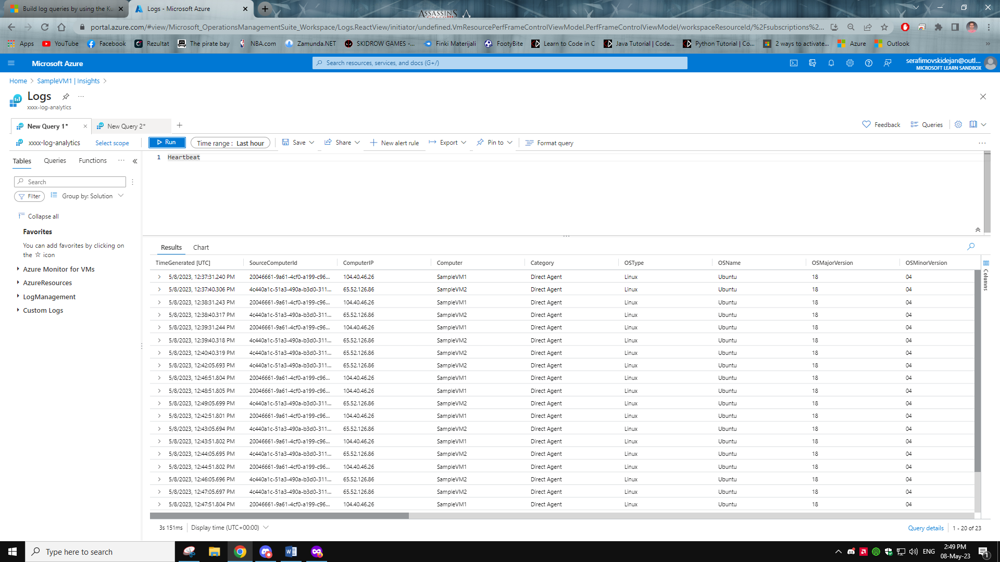 Build log queries by using the Ku
Logs - Microsoft Azure
ASSASSINS
portal.azure.com/#view/Microsoft_OperationsManagementSuite_Workspace/Logs.ReactView/initiator/undefined.VmResourcePerfFrameControlViewModel.PerfFrameControlViewModel/workspaceResourceId/%2Fsubscriptions%2...
Apps YouTube Facebook Rezultat The pirate bay NBA.com Zamunda.NET SKIDROW GAMES -... Finki Materijali FootyBite Learn to Code in C Java Tutorial | Code... Python Tutorial | Co... 2 ways to activate... Azure Outlook
Microsoft Azure
Search resources, services, and docs (G+/)
serafimovskidejan@outl...
MICROSOFT LEARN SANDBOX
Home > SampleVM1 | Insights >
Logs
xxxx-log-analytics
New Query 1*
New Query 2*
Feedback
Queries
xxxx-log-analytics Select scope
Run
Time range : Last hour
Save Share New alert rule Export Pin to Format query
Tables Queries Functions
1 Heartbeat
Search
Filter
Group by: Solution
Collapse all
Favorites
You can add favorites by clicking on
the ☆ icon
Azure Monitor for VMs
AzureResources
LogManagement
Custom Logs
Results Chart
TimeGenerated [UTC] SourceComputerId ComputerIP Computer Category OSType OSName OSMajorVersion OSMinorVersion
Columns
5/8/2023, 12:37:31.240 PM 20046661-9a61-4cf0-a199-c96... 104.40.46.26 SampleVM1 Direct Agent Linux Ubuntu 18 04
5/8/2023, 12:37:40.306 PM 4c440a1c-51a3-490a-b3d0-311... 65.52.126.86 SampleVM2 Direct Agent Linux Ubuntu 18 04
5/8/2023, 12:38:31.243 PM 20046661-9a61-4cf0-a199-c96... 104.40.46.26 SampleVM1 Direct Agent Linux Ubuntu 18 04
5/8/2023, 12:38:40.317 PM 4c440a1c-51a3-490a-b3d0-311... 65.52.126.86 SampleVM2 Direct Agent Linux Ubuntu 18 04
5/8/2023, 12:39:31.244 PM 20046661-9a61-4cf0-a199-c96... 104.40.46.26 SampleVM1 Direct Agent Linux Ubuntu 18 04
5/8/2023, 12:39:40.318 PM 4c440a1c-51a3-490a-b3d0-311... 65.52.126.86 SampleVM2 Direct Agent Linux Ubuntu 18 04
5/8/2023, 12:40:40.319 PM 4c440a1c-51a3-490a-b3d0-311... 65.52.126.86 SampleVM2 Direct Agent Linux Ubuntu 18 04
5/8/2023, 12:42:05.693 PM 4c440a1c-51a3-490a-b3d0-311... 65.52.126.86 SampleVM2 Direct Agent Linux Ubuntu 18 04
5/8/2023, 12:46:51.804 PM 20046661-9a61-4cf0-a199-c96... 104.40.46.26 SampleVM1 Direct Agent Linux Ubuntu 18 04
5/8/2023, 12:48:51.805 PM 20046661-9a61-4cf0-a199-c96... 104.40.46.26 SampleVM1 Direct Agent Linux Ubuntu 18 04
5/8/2023, 12:49:05.699 PM 4c440a1c-51a3-490a-b3d0-311... 65.52.126.86 SampleVM2 Direct Agent Linux Ubuntu 18 04
5/8/2023, 12:42:51.801 PM 20046661-9a61-4cf0-a199-c96... 104.40.46.26 SampleVM1 Direct Agent Linux Ubuntu 18 04
5/8/2023, 12:43:05.694 PM 4c440a1c-51a3-490a-b3d0-311... 65.52.126.86 SampleVM2 Direct Agent Linux Ubuntu 18 04
5/8/2023, 12:43:51.802 PM 20046661-9a61-4cf0-a199-c96... 104.40.46.26 SampleVM1 Direct Agent Linux Ubuntu 18 04
5/8/2023, 12:44:05.695 PM 4c440a1c-51a3-490a-b3d0-311... 65.52.126.86 SampleVM2 Direct Agent Linux Ubuntu 18 04
5/8/2023, 12:44:51.802 PM 20046661-9a61-4cf0-a199-c96... 104.40.46.26 SampleVM1 Direct Agent Linux Ubuntu 18 04
5/8/2023, 12:46:05.696 PM 4c440a1c-51a3-490a-b3d0-311... 65.52.126.86 SampleVM2 Direct Agent Linux Ubuntu 18 04
5/8/2023, 12:47:05.697 PM 4c440a1c-51a3-490a-b3d0-311... 65.52.126.86 SampleVM2 Direct Agent Linux Ubuntu 18 04
5/8/2023, 12:47:51.804 PM 20046661-9a61-4cf0-a199-c96... 104.40.46.26 SampleVM1 Direct Agent Linux Ubuntu 18 04
3s 151ms
Display time (UTC+00:00)
Query details
1 - 20 of 23
Type here to search
ENG
2:49 PM
08-May-23
1